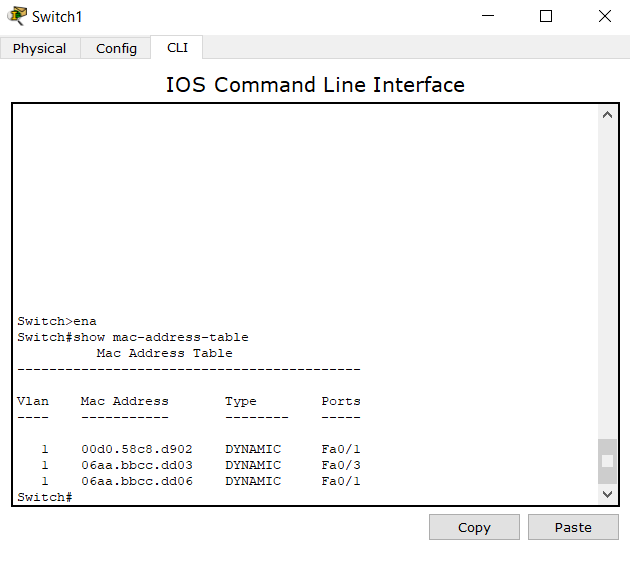 Switch1
Physical Config CLI
IOS Command Line Interface
Switch>ena
Switch#show mac-address-table
          Mac Address Table
-------------------------------------------
Vlan    Mac Address       Type        Ports
----    -----------       --------    -----
   1    00d0.58c8.d902    DYNAMIC     Fa0/1
   1    06aa.bbcc.dd03    DYNAMIC     Fa0/3
   1    06aa.bbcc.dd06    DYNAMIC     Fa0/1
Switch#
Copy Paste